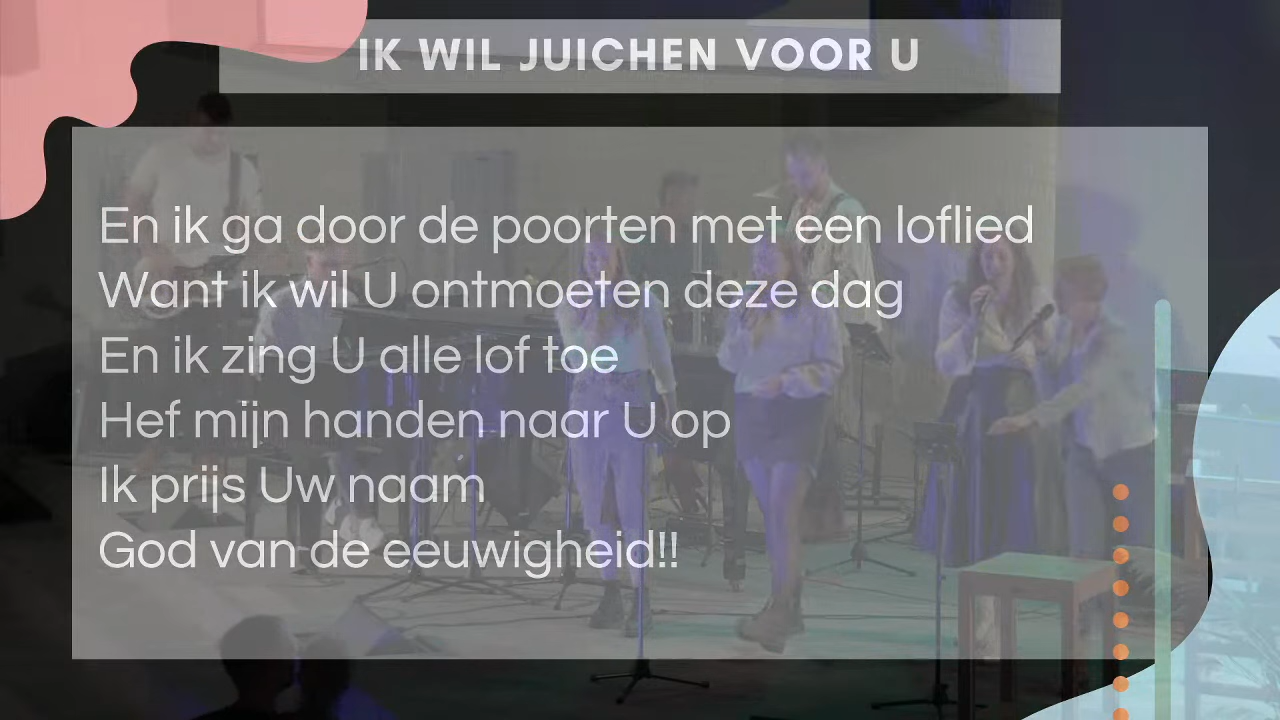 IK WIL JUICHEN VOOR U
En ik ga door de poorten met een loflied
Want ik wil U ontmoeten deze dag
En ik zing U alle lof toe
Hef mijn handen naar U op
Ik prijs Uw naam
God van de eeuwigheid!!